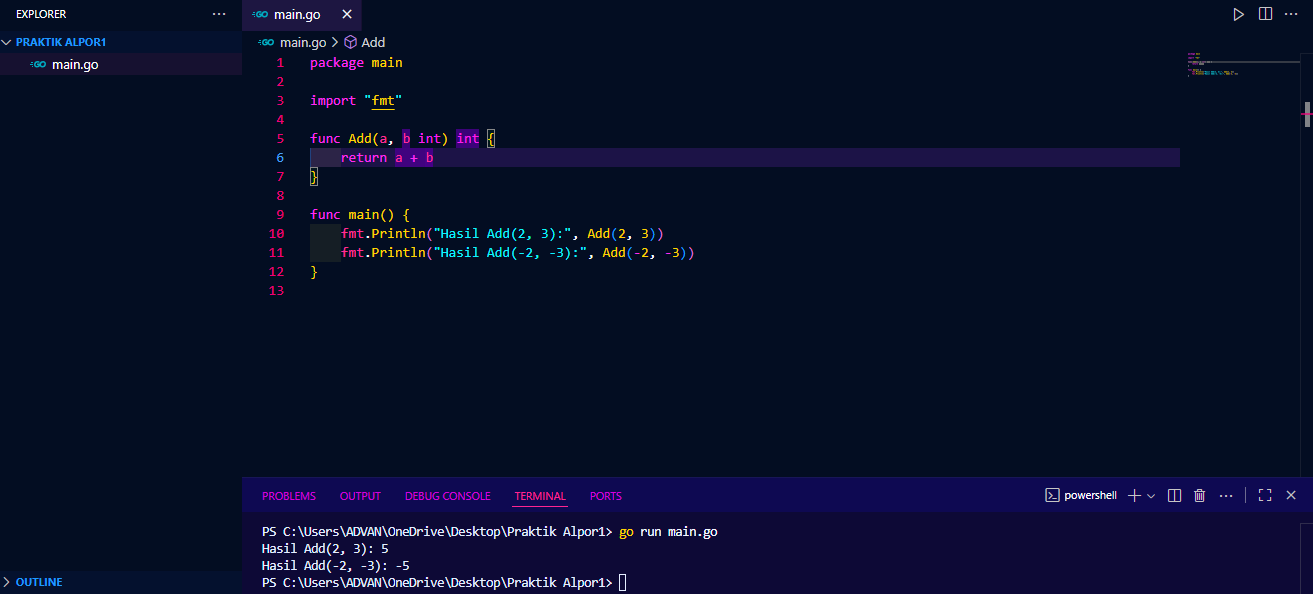 EXPLORER
PRAKTIK ALPOR1
main.go
OUTLINE
GO main.go
GO main.go > Add
1 package main
2
3 import "fmt"
4
5 func Add(a, b int) int {
6     return a + b
7 }
8
9 func main() {
10     fmt.Println("Hasil Add(2, 3):", Add(2, 3))
11     fmt.Println("Hasil Add(-2, -3):", Add(-2, -3))
12 }
13
PROBLEMS OUTPUT DEBUG CONSOLE TERMINAL PORTS powershell
PS C:\Users\ADVAN\OneDrive\Desktop\Praktik Alpor1> go run main.go
Hasil Add(2, 3): 5
Hasil Add(-2, -3): -5
PS C:\Users\ADVAN\OneDrive\Desktop\Praktik Alpor1>